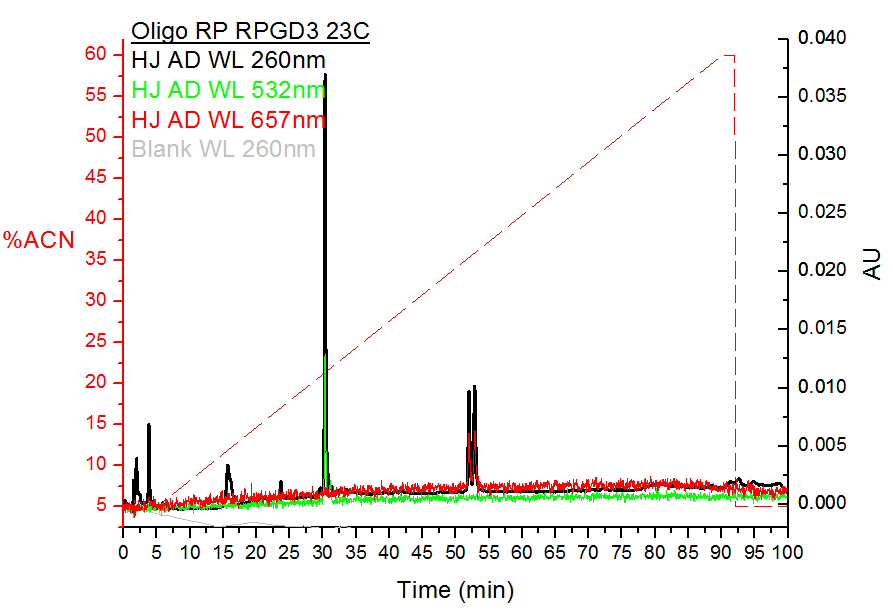 Oligo RP RPGD3 23C
HJ AD WL 260nm
HJ AD WL 532nm
HJ AD WL 657nm
Blank WL 260nm
%ACN
60
55
50
45
40
35
30
25
20
15
10
5
0.040
0.035
0.030
0.025
0.020
0.015
0.010
0.005
0.000
AU
0 5 10 15 20 25 30 35 40 45 50 55 60 65 70 75 80 85 90 95 100
Time (min)